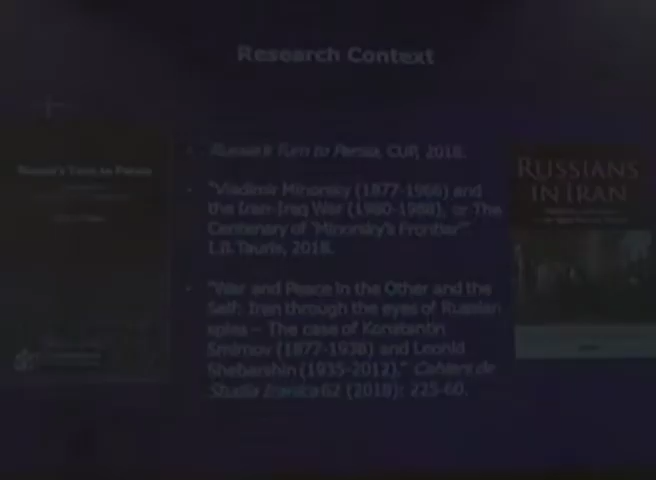 Research Context
Russia's Turn to Persia, CUP, 2018.
"Vladimir Minorsky (1877-1966) and
the Iran-Iraq War (1980-1988), or The
Centenary of 'Minorsky's Frontier'"
I.B. Tauris, 2018.
"War and Peace in the Other and the
Self: Iran through the eyes of Russian
spies – The case of Konstantin
Smirnov (1877-1938) and Leonid
Shebarshin (1935-2012)." Cahiers de
Studia Iranica 62 (2018): 225-60.
Russia's Turn to Persia
RUSSIANS
IN IRAN